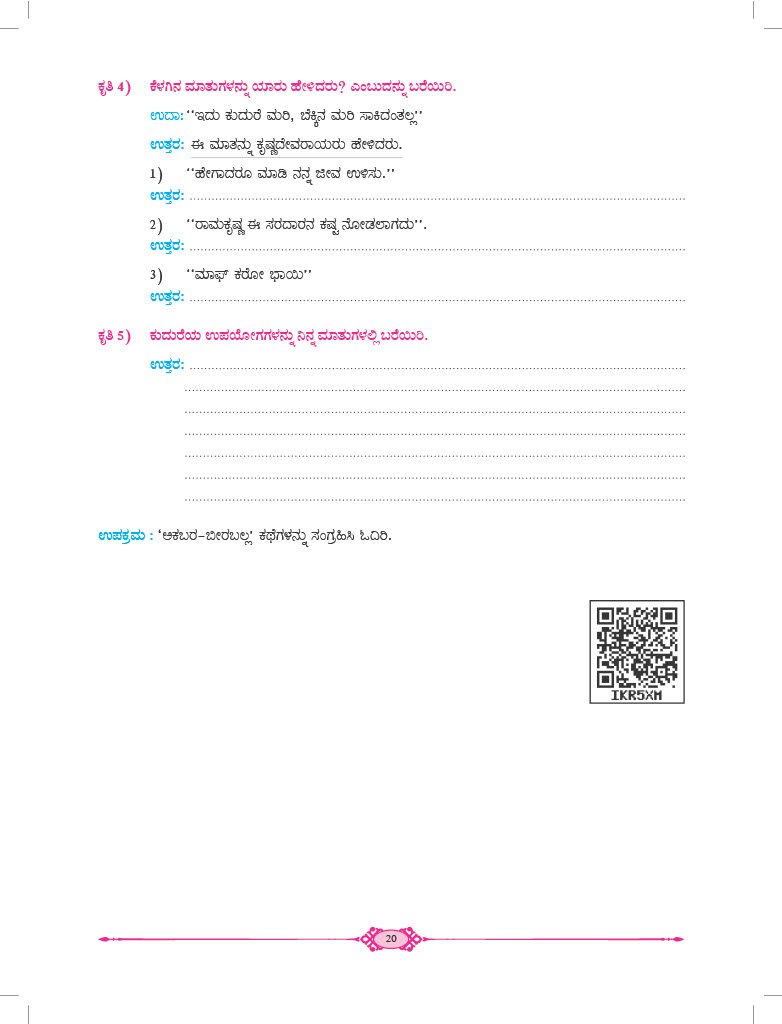 ಕೃತಿ 4) ಕೆಳಗಿನ ಮಾತುಗಳನ್ನು ಯಾರು ಹೇಳಿದರು? ಎಂಬುದನ್ನು ಬರೆಯಿರಿ.
ಉದಾ: ‘‘ಇದು ಕುದುರೆ ಮರಿ, ಬೆಕ್ಕಿನ ಮರಿ ಸಾಕಿದಂತಲ್ಲ’’
ಉತ್ತರ: ಈ ಮಾತನ್ನು ಕೃಷ್ಣದೇವರಾಯರು ಹೇಳಿದರು.
1) ‘‘ಹೇಗಾದರೂ ಮಾಡಿ ನನ್ನ ಜೀವ ಉಳಿಸು.’’
ಉತ್ತರ: ........................................................................................................
2) ‘‘ರಾಮಕೃಷ್ಣ ಈ ಸರದಾರನ ಕಷ್ಟ ನೋಡಲಾಗದು’’.
ಉತ್ತರ: ........................................................................................................
3) ‘‘ಮಾಫ್ ಕರೋ ಭಾಯಿ’’
ಉತ್ತರ: ........................................................................................................
ಕೃತಿ 5) ಕುದುರೆಯ ಉಪಯೋಗಗಳನ್ನು ನಿನ್ನ ಮಾತುಗಳಲ್ಲಿ ಬರೆಯಿರಿ.
ಉತ್ತರ: ........................................................................................................
........................................................................................................
........................................................................................................
........................................................................................................
........................................................................................................
........................................................................................................
........................................................................................................
ಉಪಕ್ರಮ : ‘ಅಕಬರ-ಬೀರಬಲ್ಲ’ ಕಥೆಗಳನ್ನು ಸಂಗ್ರಹಿಸಿ ಓದಿರಿ.
IKR5XM
20